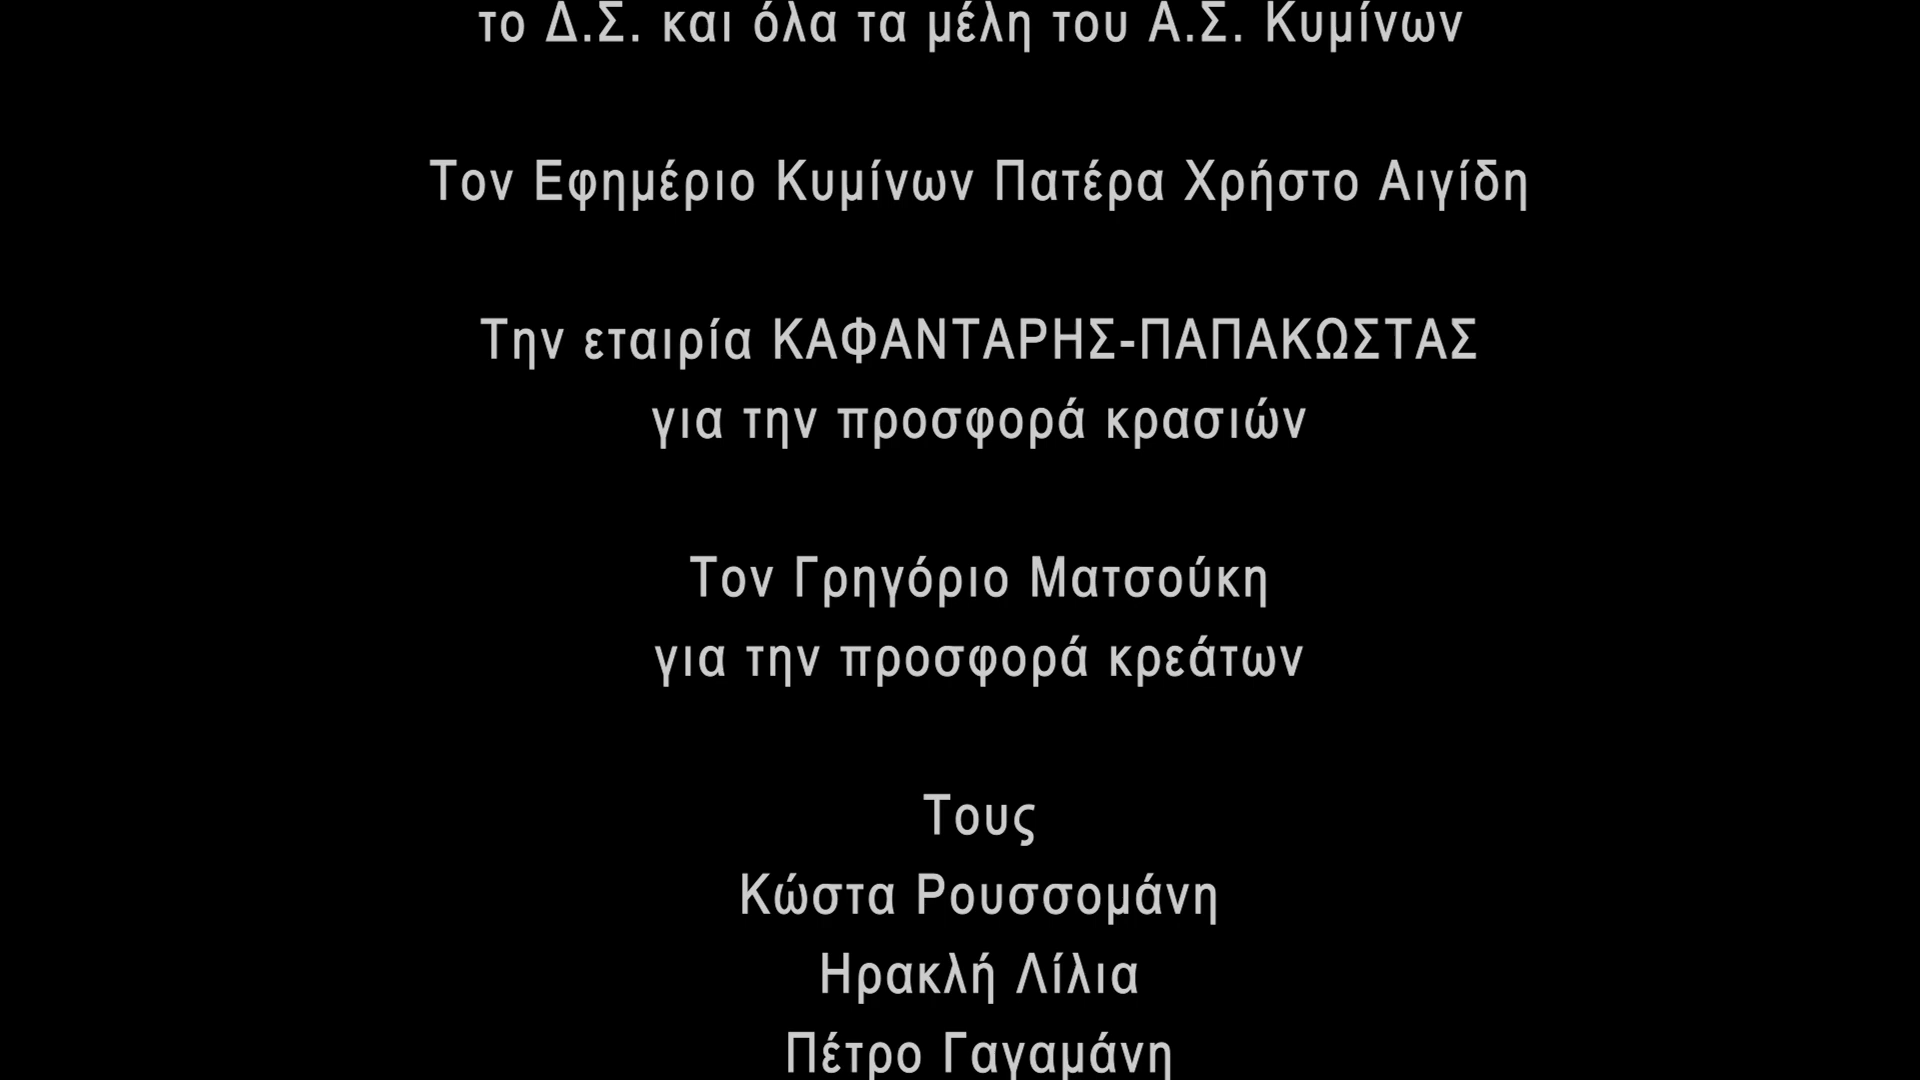 το Δ.Σ. και όλα τα μέλη του Α.Σ. Κυμίνων
Τον Εφημέριο Κυμίνων Πατέρα Χρήστο Αιγίδη
Την εταιρία ΚΑΦΑΝΤΑΡΗΣ-ΠΑΠΑΚΩΣΤΑΣ
για την προσφορά κρασιών
Τον Γρηγόριο Ματσούκη
για την προσφορά κρεάτων
Τους
Κώστα Ρουσσομάνη
Ηρακλή Λίλια
Πέτρο Γαγαμάνη